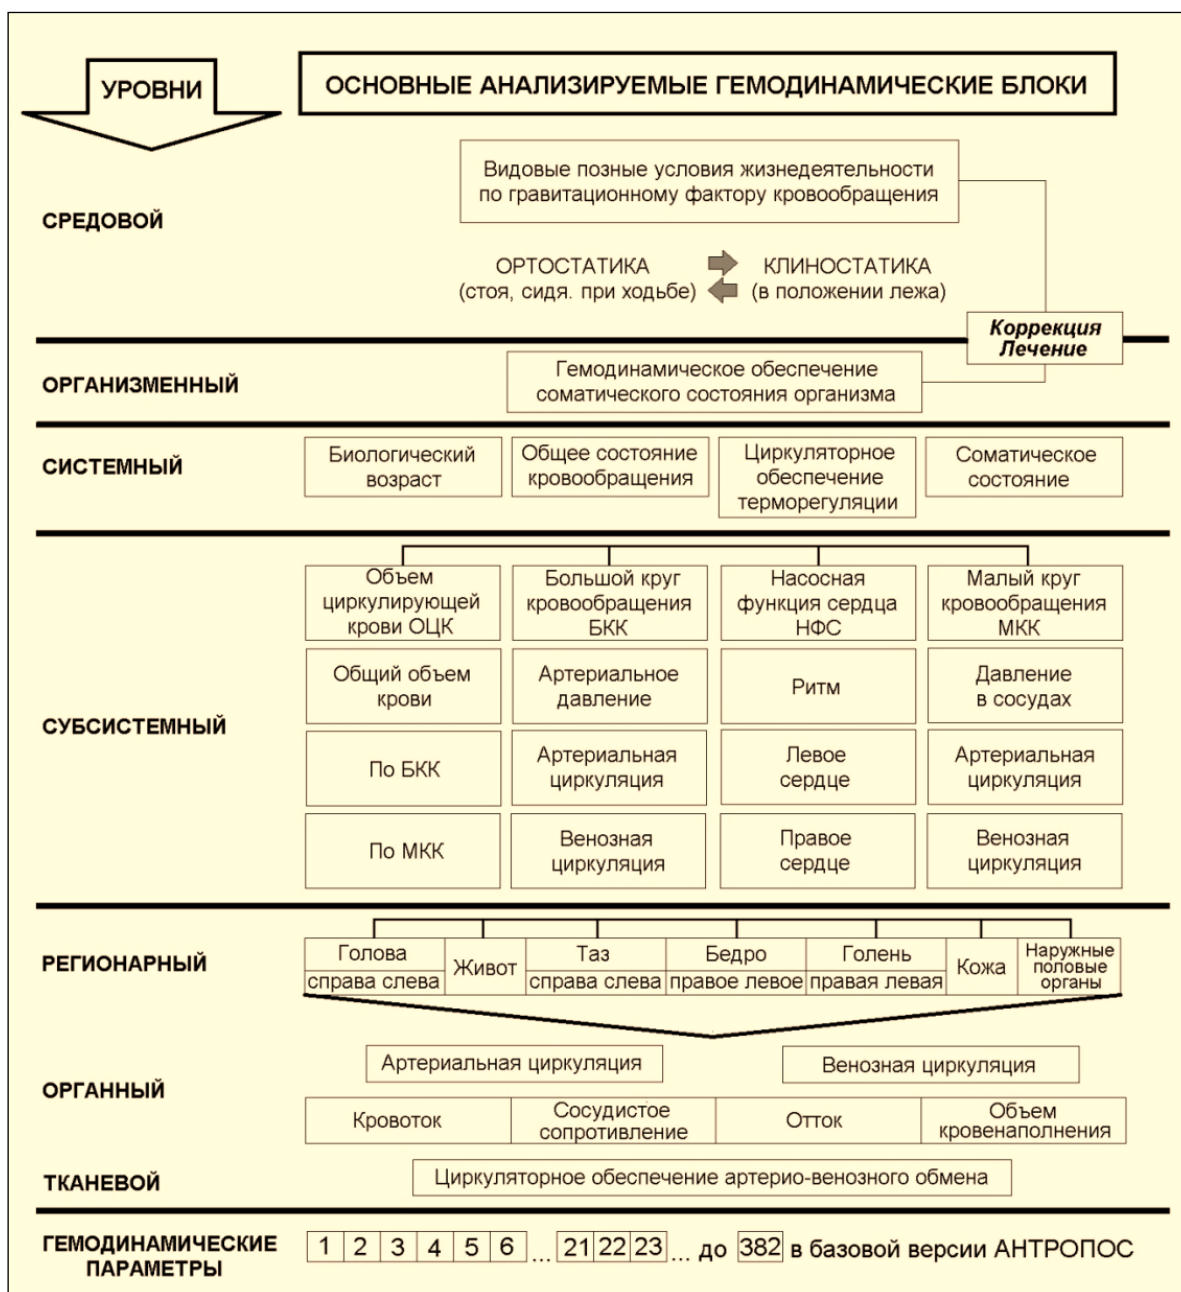 УРОВНИ
ОСНОВНЫЕ АНАЛИЗИРУЕМЫЕ ГЕМОДИНАМИЧЕСКИЕ БЛОКИ
СРЕДОВОЙ
Видовые позные условия жизнедеятельности
по гравитационному фактору кровообращения
ОРТОСТАТИКА
(стоя, сидя. при ходьбе)
КЛИНОСТАТИКА
(в положении лежа)
Коррекция
Лечение
ОРГАНИЗМЕННЫЙ
Гемодинамическое обеспечение
соматического состояния организма
СИСТЕМНЫЙ
Биологический
возраст
Общее состояние
кровообращения
Циркуляторное
обеспечение
терморегуляции
Соматическое
состояние
СУБСИСТЕМНЫЙ
Объем
циркулирующей
крови ОЦК
Большой круг
кровообращения
БКК
Насосная
функция сердца
НФС
Малый круг
кровообращения
МКК
Общий объем
крови
Артериальное
давление
Ритм
Давление
в сосудах
По БКК
Артериальная
циркуляция
Левое
сердце
Артериальная
циркуляция
По МКК
Венозная
циркуляция
Правое
сердце
Венозная
циркуляция
РЕГИОНАРНЫЙ
Голова
справа слева
Живот
Таз
справа слева
Бедро
правое левое
Голень
правая левая
Кожа
Наружные
половые
органы
ОРГАННЫЙ
Артериальная циркуляция
Венозная циркуляция
Кровоток
Сосудистое
сопротивление
Отток
Объем
кровенаполнения
ТКАНЕВОЙ
Циркуляторное обеспечение артерио-венозного обмена
ГЕМОДИНАМИЧЕСКИЕ
ПАРАМЕТРЫ
1 2 3 4 5 6 ... 21 22 23 ... до 382 в базовой версии АНТРОПОС